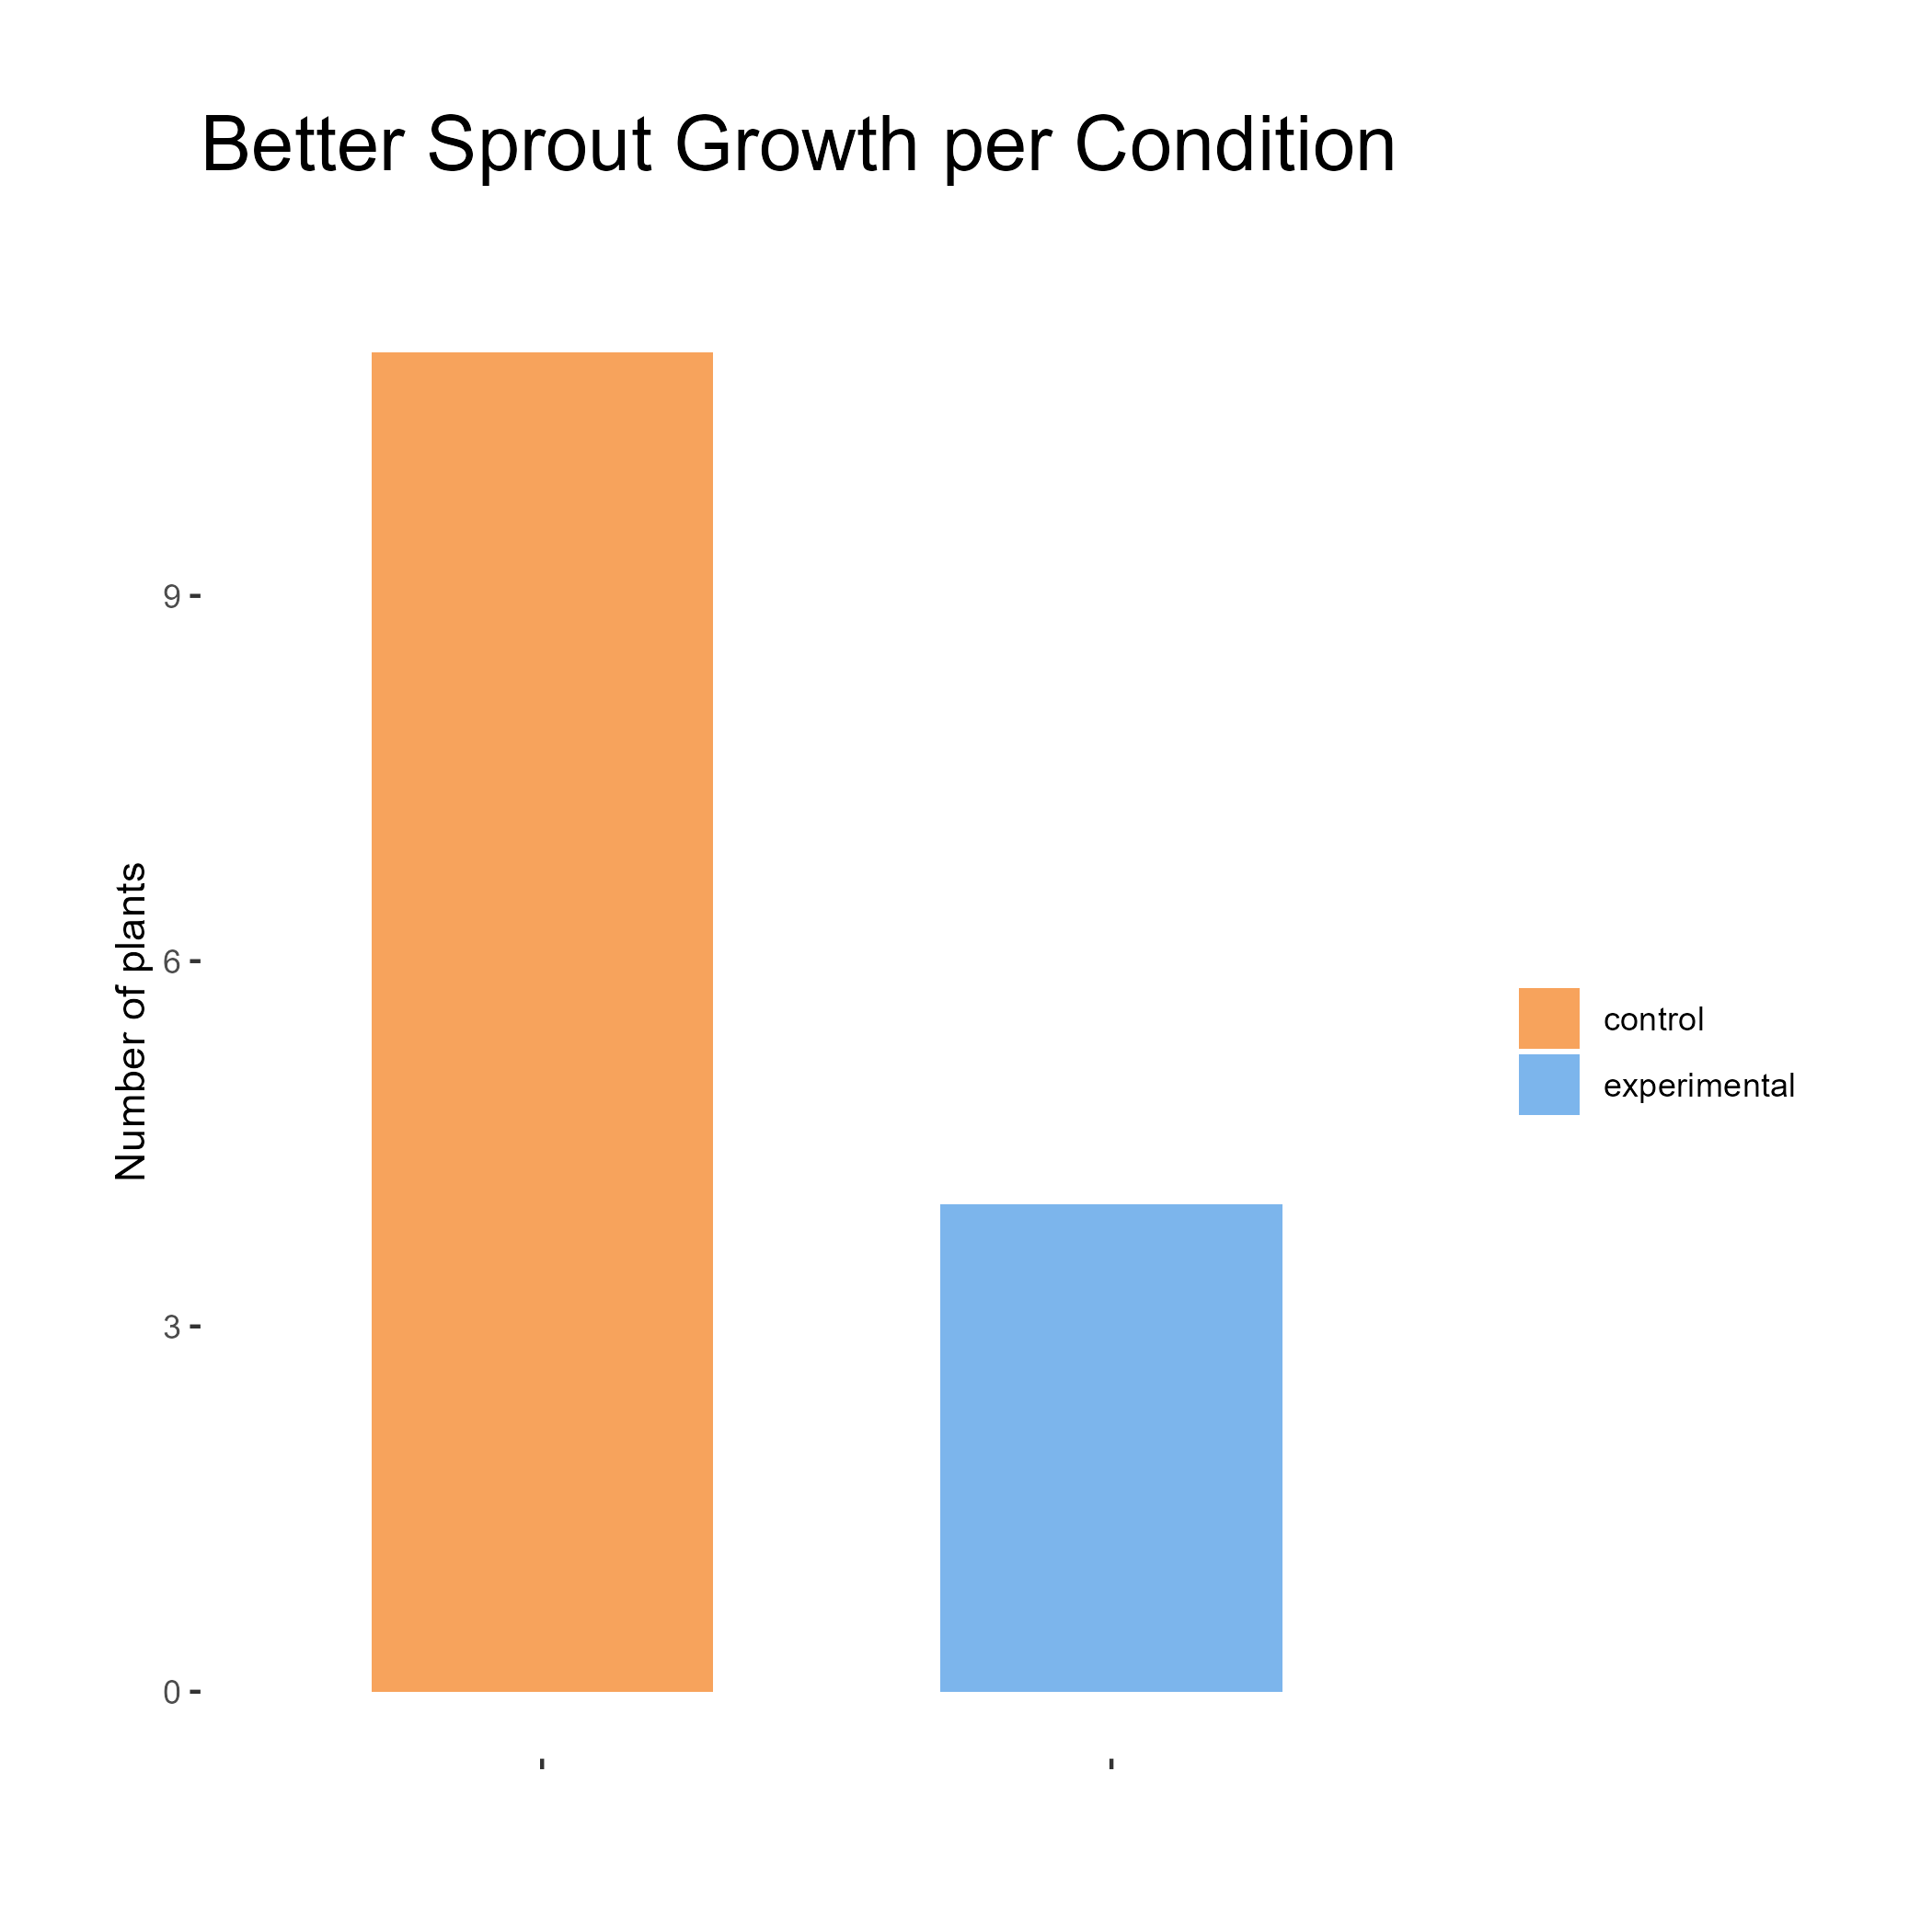 Better Sprout Growth per Condition
Number of plants
9
6
3
0
control
experimental